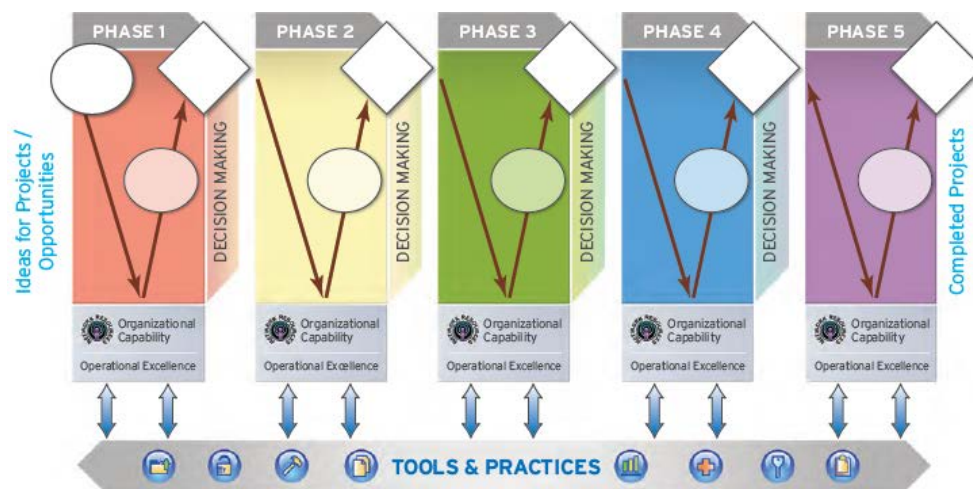 PHASE 1
PHASE 2
PHASE 3
PHASE 4
PHASE 5
Ideas for Projects /
Opportunities
DECISION MAKING
DECISION MAKING
DECISION MAKING
DECISION MAKING
Completed Projects
Organizational
Capability
Operational Excellence
Organizational
Capability
Operational Excellence
Organizational
Capability
Operational Excellence
Organizational
Capability
Operational Excellence
Organizational
Capability
Operational Excellence
TOOLS & PRACTICES